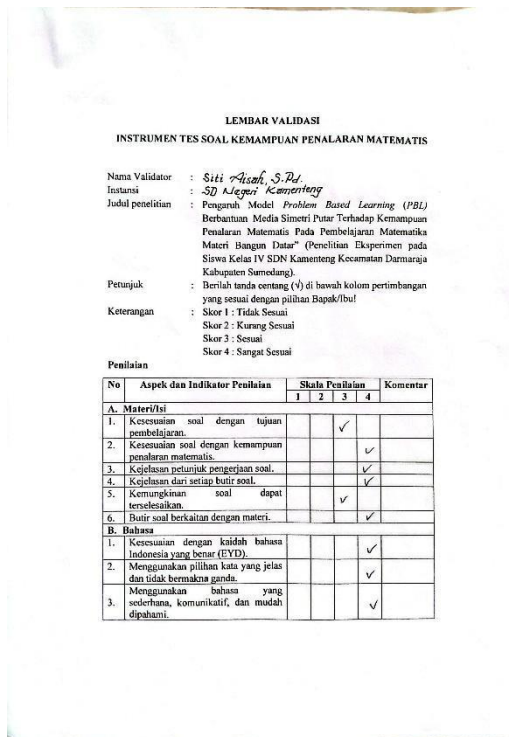 LEMBAR VALIDASI
INSTRUMEN TES SOAL KEMAMPUAN PENALARAN MATEMATIS
Nama Validator : Siti Aisah, S.Pd.
Instansi : SD Negeri Kamenteng
Judul penelitian : Pengaruh Model Problem Based Learning (PBL)
Berbantuan Media Simetri Putar Terhadap Kemampuan
Penalaran Matematis Pada Pembelajaran Matematika
Materi Bangun Datar" (Penelitian Eksperimen pada
Siswa Kelas IV SDN Kamenteng Kecamatan Darmaraja
Kabupaten Sumedang).
Petunjuk : Berilah tanda centang (√) di bawah kolom pertimbangan
yang sesuai dengan pilihan Bapak/Ibu!
Keterangan : Skor 1 : Tidak Sesuai
Skor 2 : Kurang Sesuai
Skor 3 : Sesuai
Skor 4 : Sangat Sesuai
Penilaian
No Aspek dan Indikator Penilaian Skala Penilaian Komentar
1 2 3 4
A. Materi/Isi
1. Kesesuaian soal dengan tujuan
pembelajaran. √
2. Kesesuaian soal dengan kemampuan
penalaran matematis. √
3. Kejelasan petunjuk pengerjaan soal. √
4. Kejelasan dari setiap butir soal. √
5. Kemungkinan soal dapat
terselesaikan. √
6. Butir soal berkaitan dengan materi. √
B. Bahasa
1. Kesesuaian dengan kaidah bahasa
Indonesia yang benar (EYD). √
2. Menggunakan pilihan kata yang jelas
dan tidak bermakna ganda. √
Menggunakan bahasa yang
3. sederhana, komunikatif, dan mudah √
dipahami.